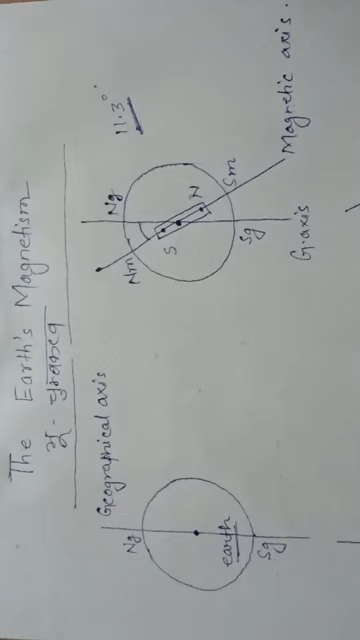 The Earth's Magnetism
भू-चुम्बकत्व
Geographical axis
Ng
earth
Sg
11.3°
Ng
Nm
S
N
Sm
Sg
G.axis
Magnetic axis.